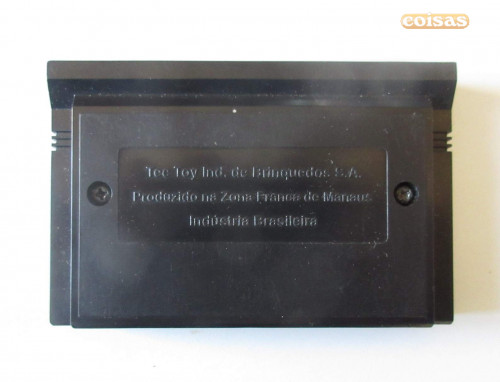 coisas
Tec Toy Ind. de Brinquedos S.A.
Produzido na Zona Franca de Manaus
Indústria Brasileira